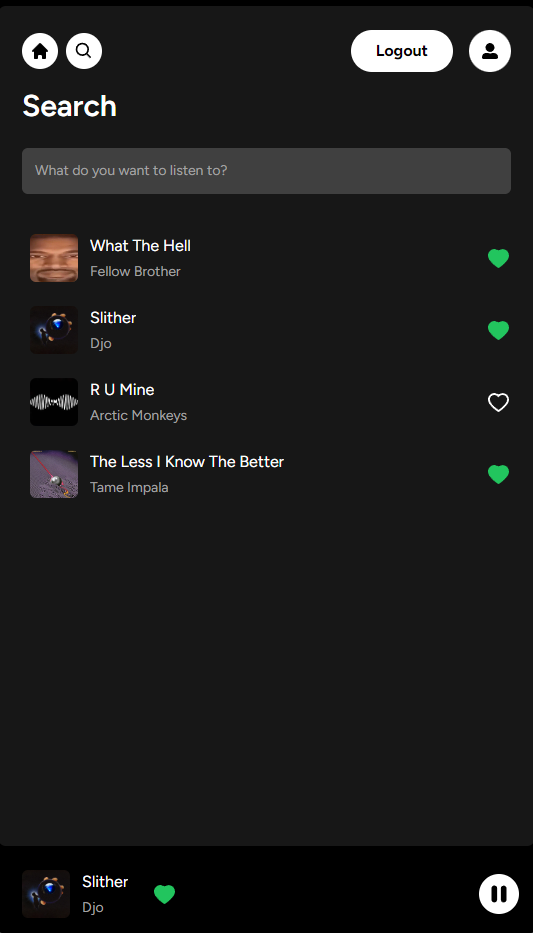 Logout
Search
What do you want to listen to?
What The Hell
Fellow Brother
Slither
Djo
R U Mine
Arctic Monkeys
The Less I Know The Better
Tame Impala
Slither
Djo